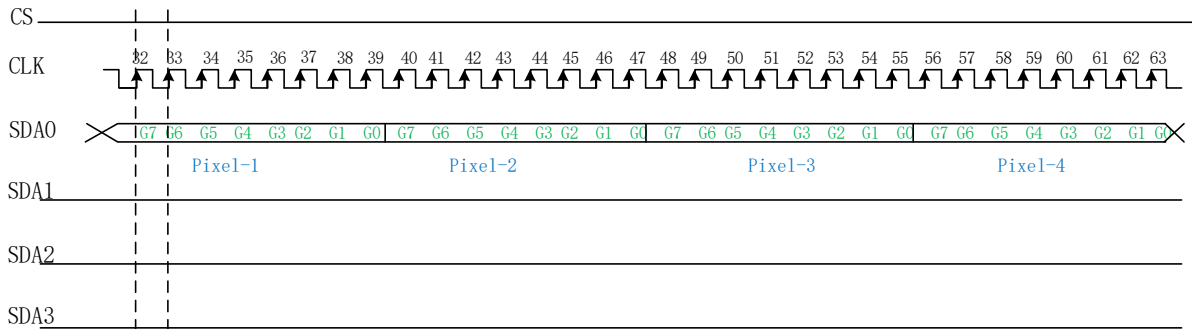 CS
32 33 34 35 36 37 38 39 40 41 42 43 44 45 46 47 48 49 50 51 52 53 54 55 56 57 58 59 60 61 62 63
CLK
SDA0 G7 G6 G5 G4 G3 G2 G1 G0 G7 G6 G5 G4 G3 G2 G1 G0 G7 G6 G5 G4 G3 G2 G1 G0 G7 G6 G5 G4 G3 G2 G1 G0
Pixel-1 Pixel-2 Pixel-3 Pixel-4
SDA1
SDA2
SDA3